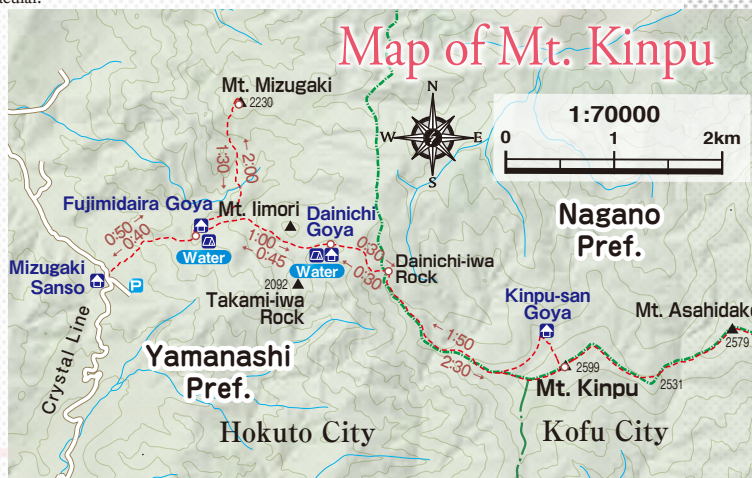 cular.
Map of Mt. Kinpu
Mt. Mizugaki
2230
N
W
E
S
1:70000
0
1
2km
2:00
1:30
Fujimidaira Goya
Mt. Iimori
Dainichi
Goya
Nagano
Pref.
0:50
0:40
Water
1:00
0:45
Water
0:30
0:30
Dainichi-iwa
Rock
Mizugaki
Sanso
P
2092
Takami-iwa
Rock
Kinpu-san
Goya
Mt. Asahidake
2579
Crystal Line
Yamanashi
Pref.
1:50
2:30
2599
Mt. Kinpu
2531
Hokuto City
Kofu City